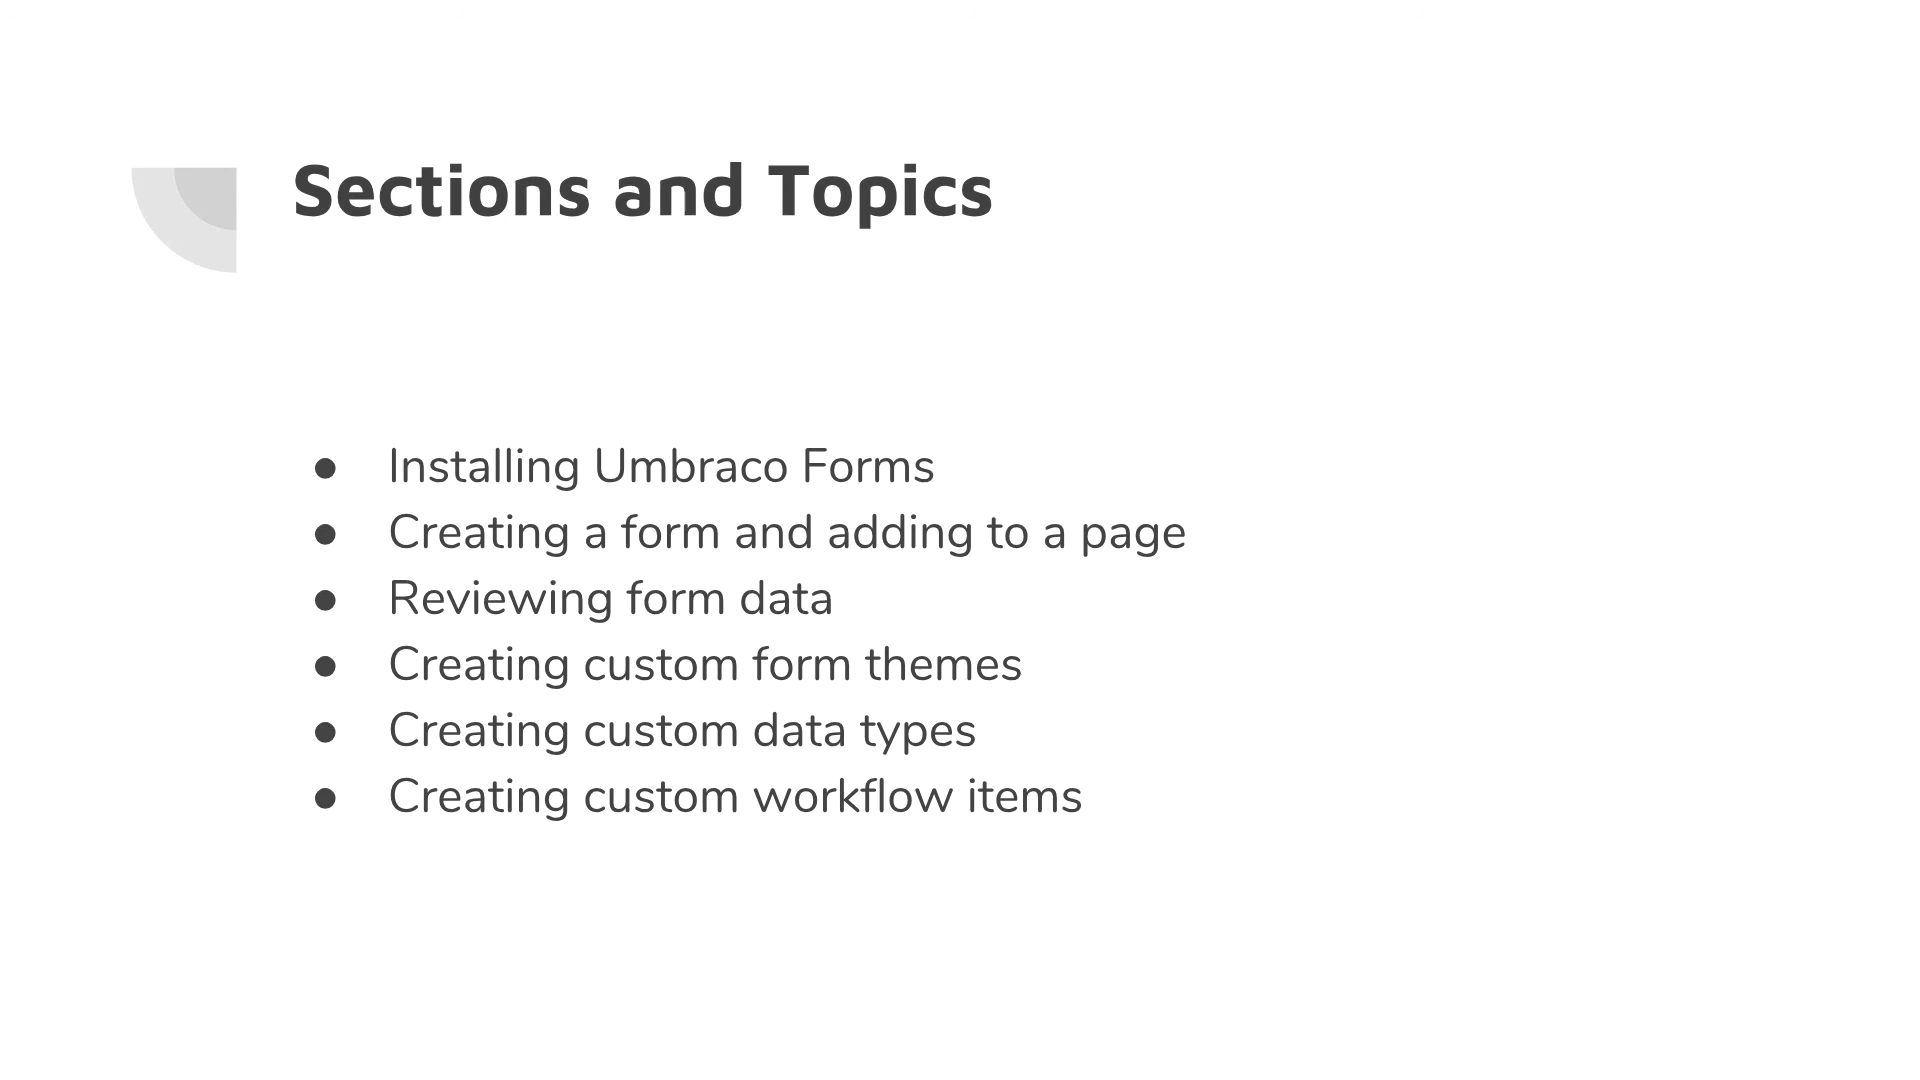 Sections and Topics
● Installing Umbraco Forms
● Creating a form and adding to a page
● Reviewing form data
● Creating custom form themes
● Creating custom data types
● Creating custom workflow items